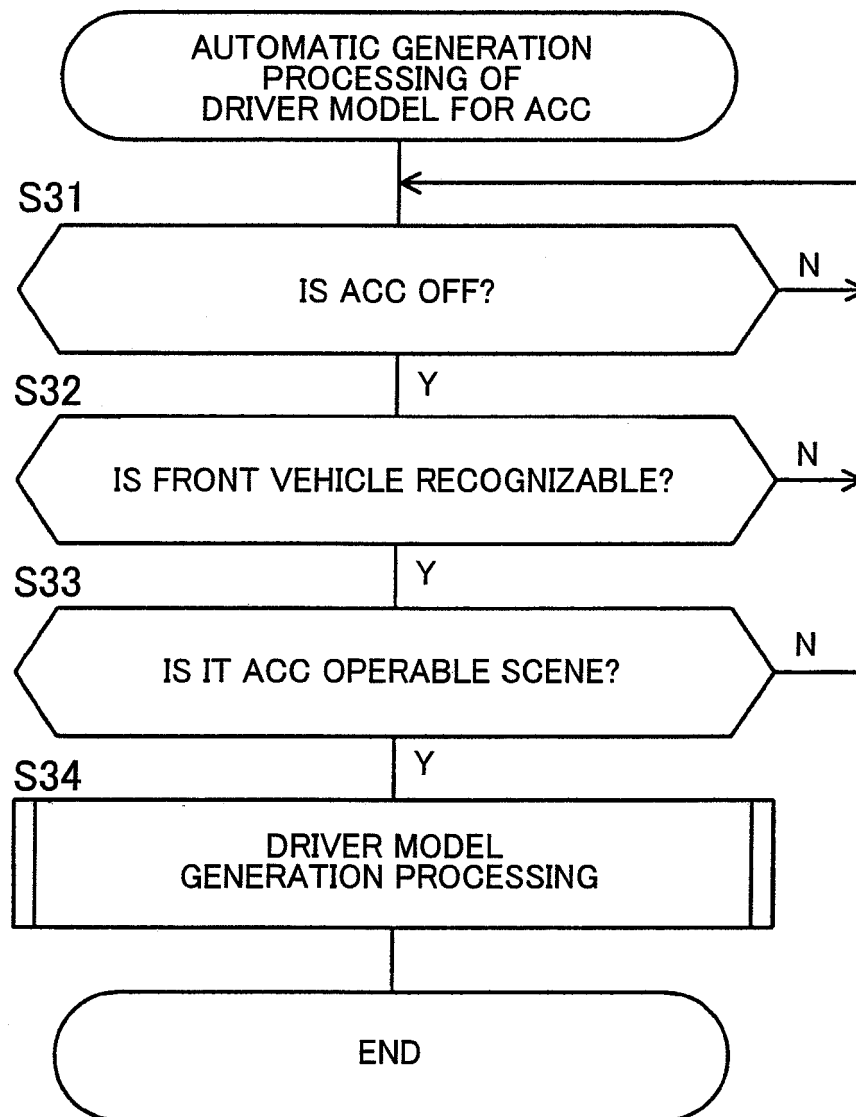 AUTOMATIC GENERATION
PROCESSING OF
DRIVER MODEL FOR ACC
S31
IS ACC OFF?
N
Y
S32
IS FRONT VEHICLE RECOGNIZABLE?
N
Y
S33
IS IT ACC OPERABLE SCENE?
N
Y
S34
DRIVER MODEL
GENERATION PROCESSING
END